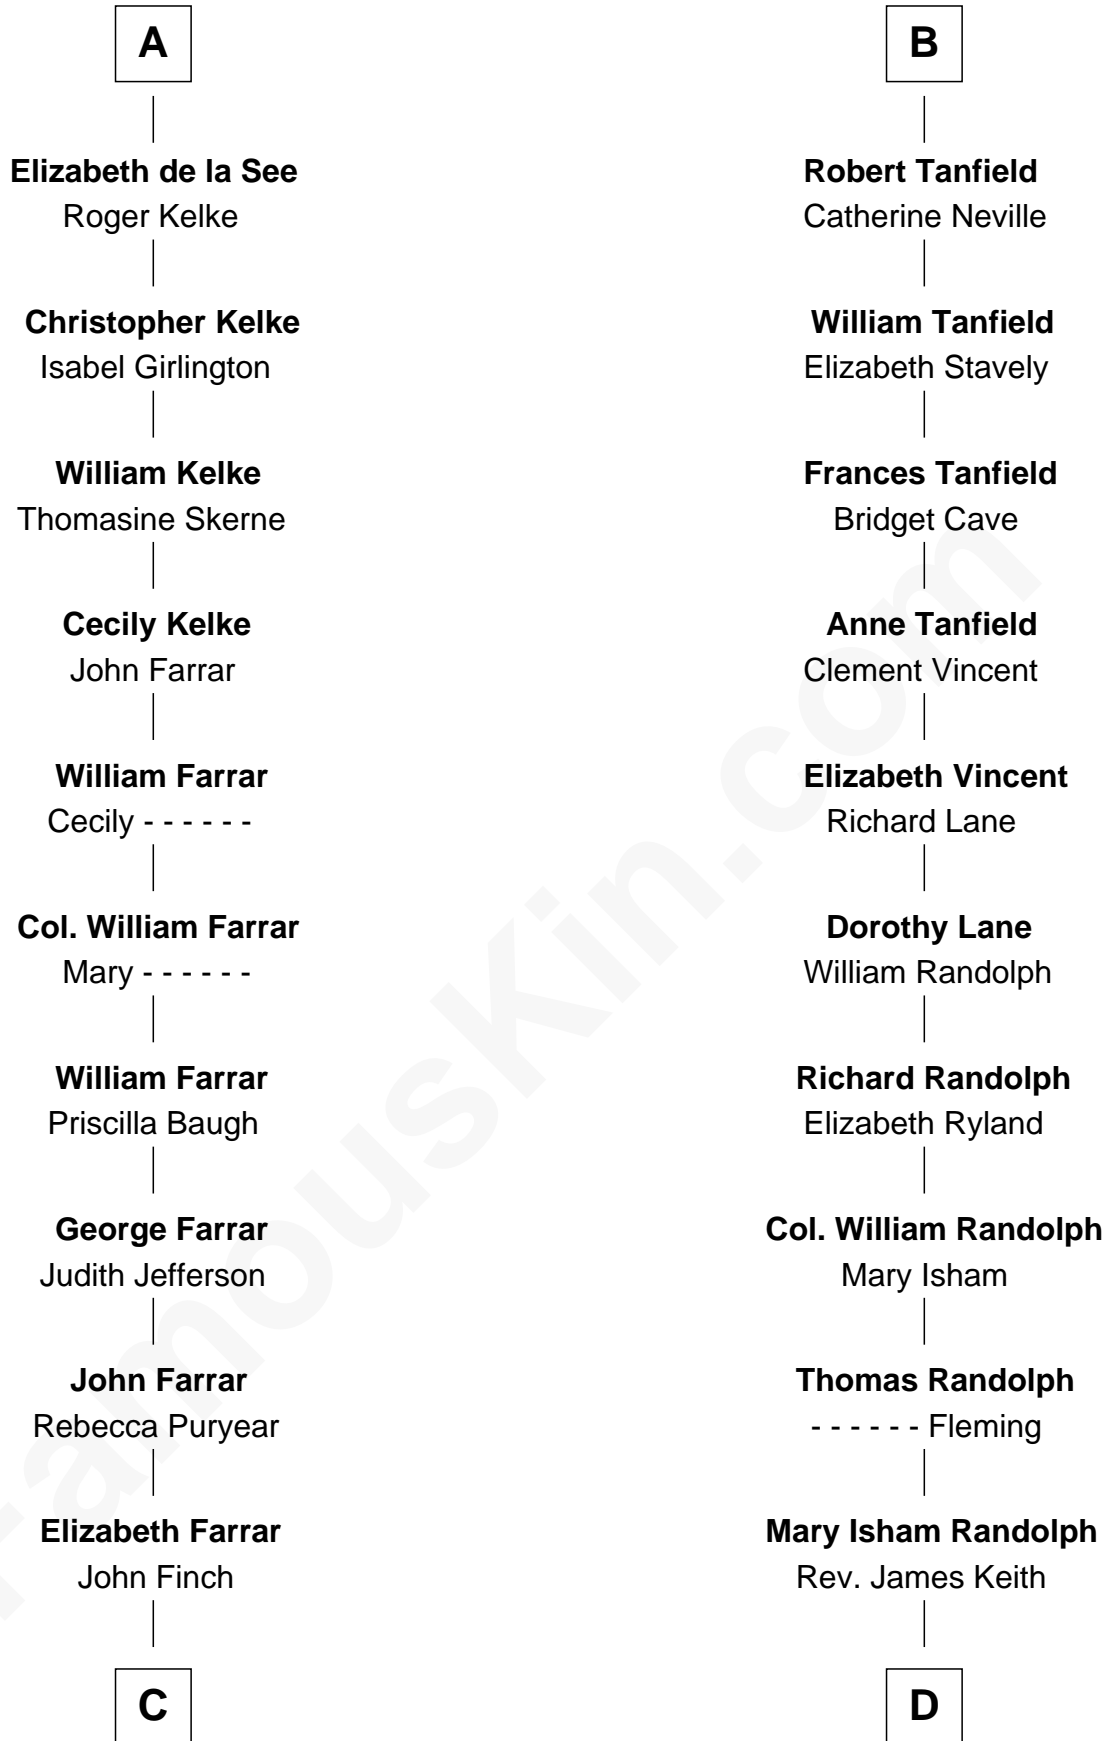 A
Elizabeth de la See
Roger Kelke
Christopher Kelke
Isabel Girlington
William Kelke
Thomasine Skerne
Cecily Kelke
John Farrar
William Farrar
Cecily - - - - - -
Col. William Farrar
Mary - - - - - -
William Farrar
Priscilla Baugh
George Farrar
Judith Jefferson
John Farrar
Rebecca Puryear
Elizabeth Farrar
John Finch
C
B
Robert Tanfield
Catherine Neville
William Tanfield
Elizabeth Stavely
Frances Tanfield
Bridget Cave
Anne Tanfield
Clement Vincent
Elizabeth Vincent
Richard Lane
Dorothy Lane
William Randolph
Richard Randolph
Elizabeth Ryland
Col. William Randolph
Mary Isham
Thomas Randolph
- - - - - - Fleming
Mary Isham Randolph
Rev. James Keith
D
FamousKin.com